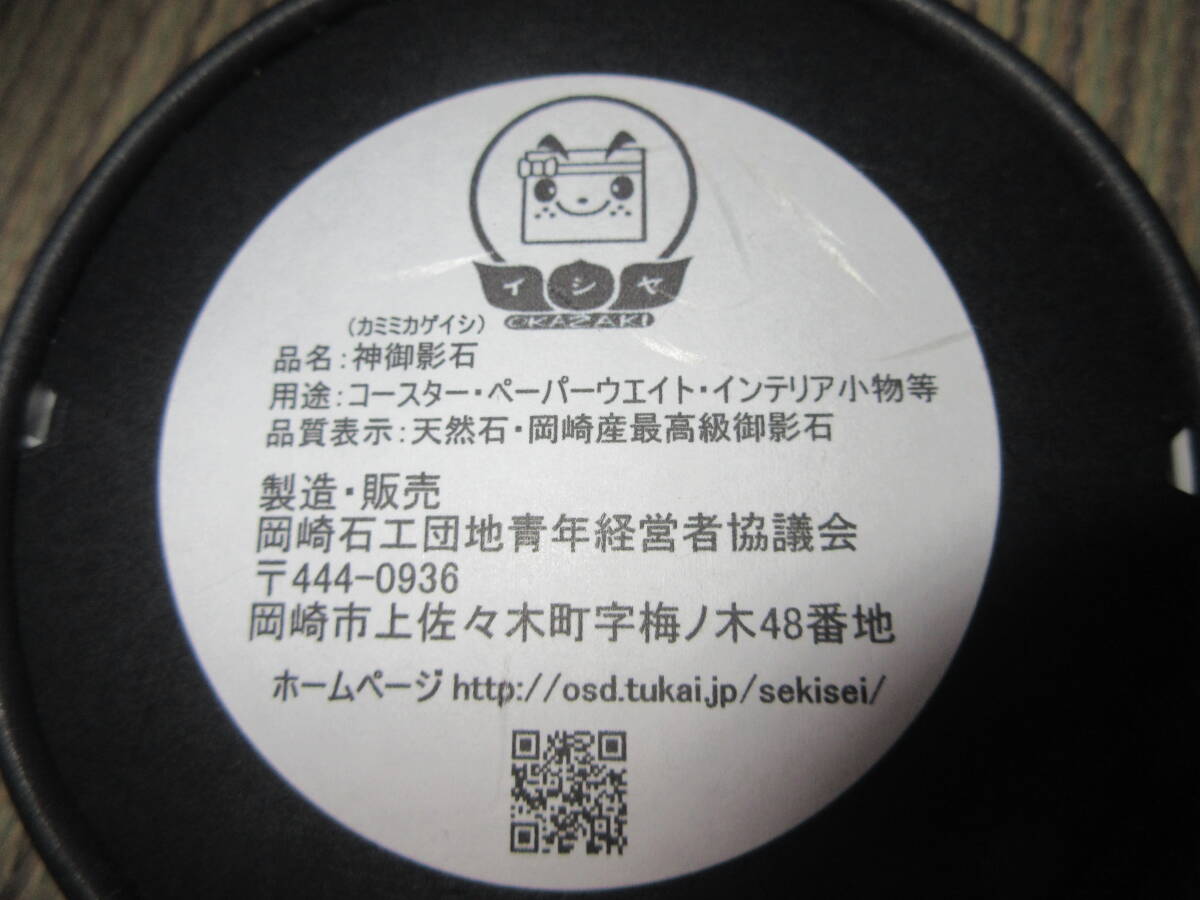 イシヤ
OKAZAKI
(カミミカゲイシ)
品名:神御影石
用途:コースター・ペーパーウエイト・インテリア小物等
品質表示:天然石・岡崎産最高級御影石
製造・販売
岡崎石工団地青年経営者協議会
〒444-0936
岡崎市上佐々木町字梅ノ木48番地
ホームページ http://osd.tukai.jp/sekisei/